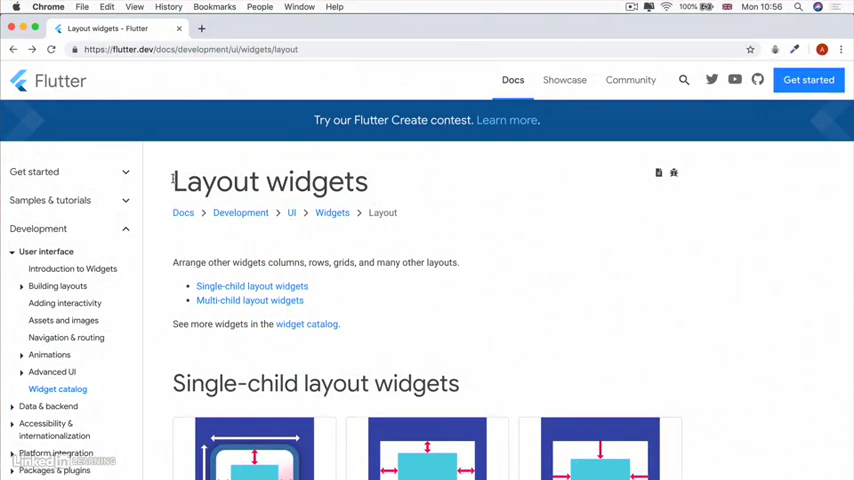 Chrome File Edit View History Bookmarks People Window Help 100% Mon 10:56
Layout widgets - Flutter
https://flutter.dev/docs/development/ui/widgets/layout
Flutter Docs Showcase Community Get started
Try our Flutter Create contest. Learn more.
Get started
Samples & tutorials
Development
User interface
Introduction to Widgets
Building layouts
Adding interactivity
Assets and images
Navigation & routing
Animations
Advanced UI
Widget catalog
Data & backend
Accessibility &
internationalization
Platform integration
Packages & plugins
LinkedIn LEARNING
Layout widgets
Docs > Development > UI > Widgets > Layout
Arrange other widgets columns, rows, grids, and many other layouts.
• Single-child layout widgets
• Multi-child layout widgets
See more widgets in the widget catalog.
Single-child layout widgets